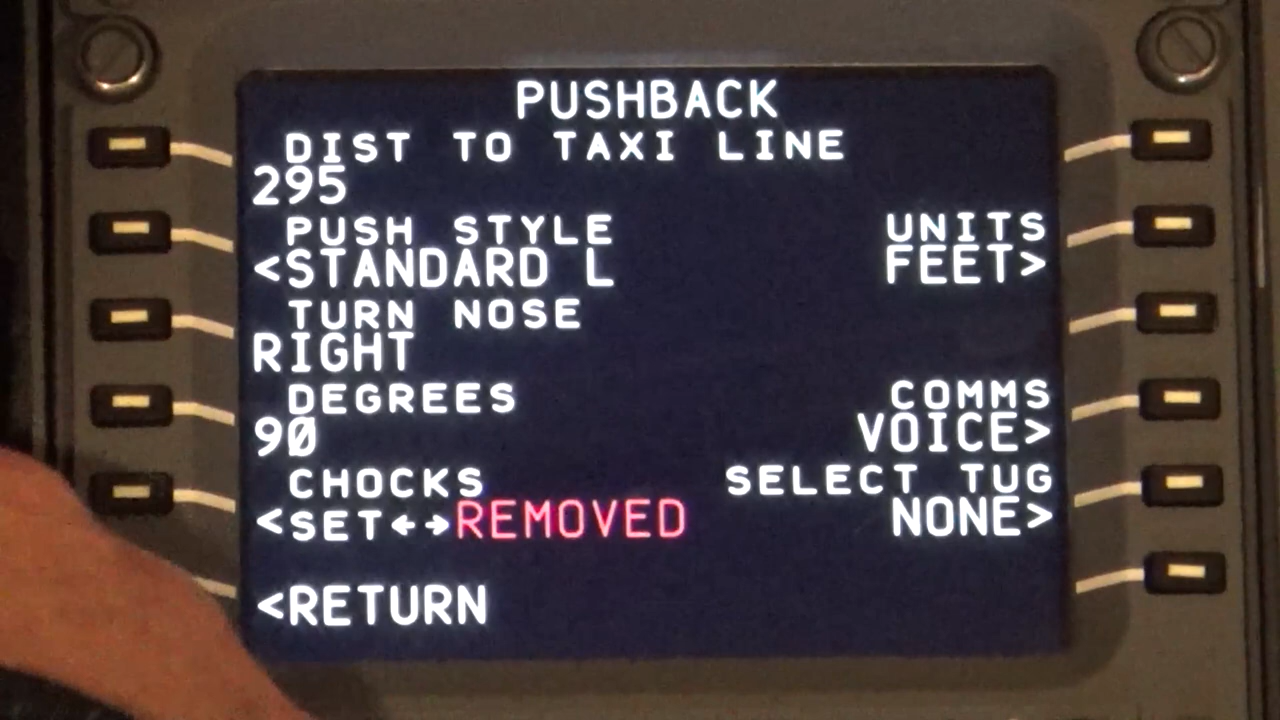 PUSHBACK
DIST TO TAXI LINE
295
PUSH STYLE UNITS
<STANDARD L FEET>
TURN NOSE
RIGHT
DEGREES COMMS
90 VOICE>
CHOCKS SELECT TUG
<SET←→REMOVED NONE>
<RETURN